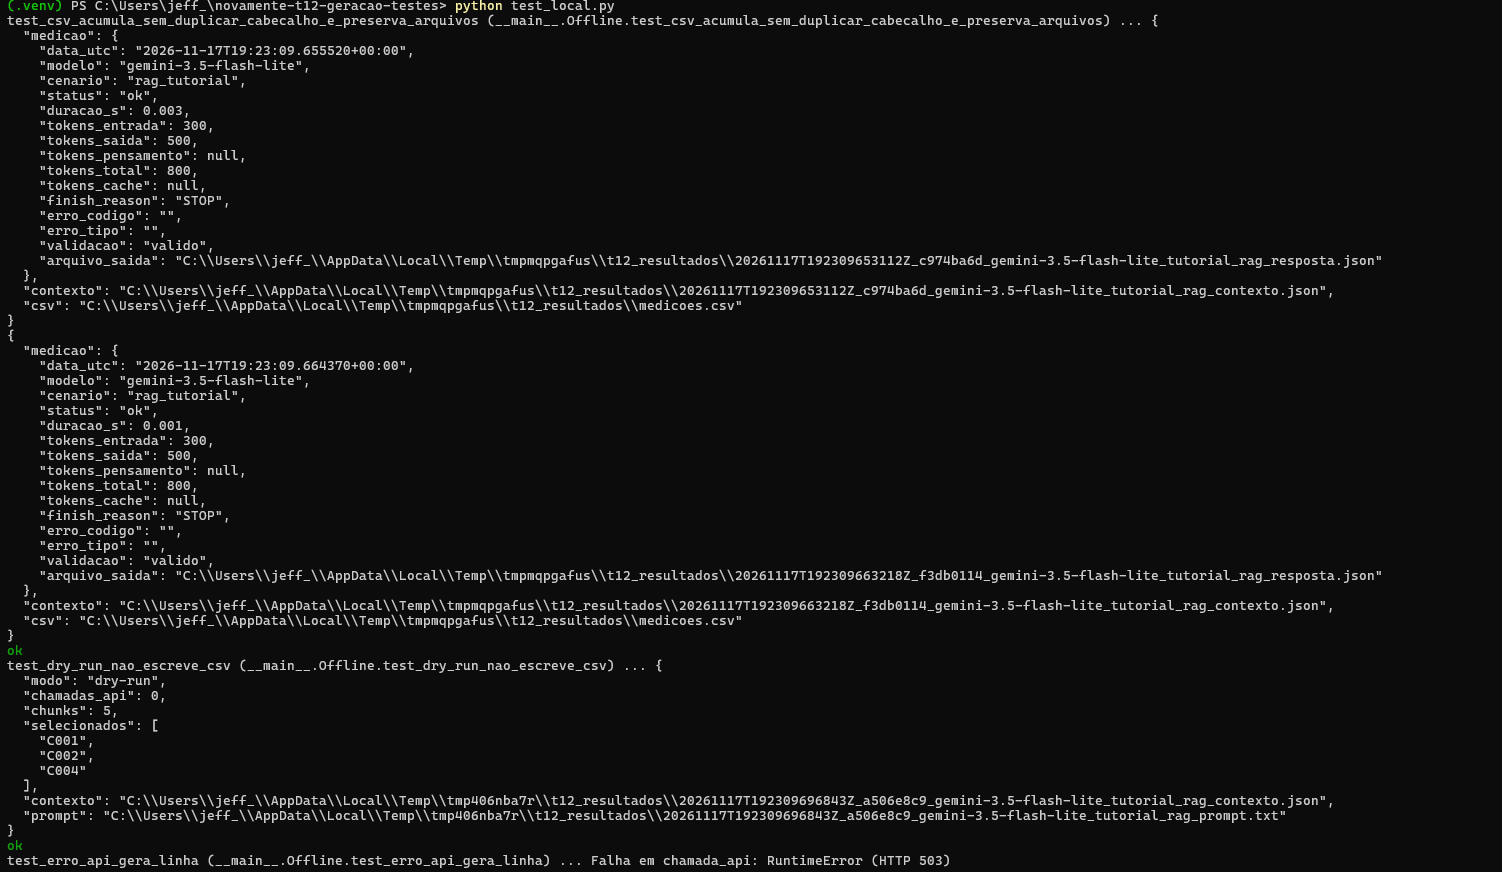 (.venv) PS C:\Users\jeff_\novamente-t12-geracao-testes> python test_local.py
test_csv_acumula_sem_duplicar_cabecalho_e_preserva_arquivos (__main__.Offline.test_csv_acumula_sem_duplicar_cabecalho_e_preserva_arquivos) ... {
  "medicao": {
    "data_utc": "2026-11-17T19:23:09.655520+00:00",
    "modelo": "gemini-3.5-flash-lite",
    "cenario": "rag_tutorial",
    "status": "ok",
    "duracao_s": 0.003,
    "tokens_entrada": 300,
    "tokens_saida": 500,
    "tokens_pensamento": null,
    "tokens_total": 800,
    "tokens_cache": null,
    "finish_reason": "STOP",
    "erro_codigo": "",
    "erro_tipo": "",
    "validacao": "valido",
    "arquivo_saida": "C:\\Users\\jeff_\\AppData\\Local\\Temp\\tmpmqpgafus\\t12_resultados\\20261117T192309653112Z_c974ba6d_gemini-3.5-flash-lite_tutorial_rag_resposta.json"
  },
  "contexto": "C:\\Users\\jeff_\\AppData\\Local\\Temp\\tmpmqpgafus\\t12_resultados\\20261117T192309653112Z_c974ba6d_gemini-3.5-flash-lite_tutorial_rag_contexto.json",
  "csv": "C:\\Users\\jeff_\\AppData\\Local\\Temp\\tmpmqpgafus\\t12_resultados\\medicoes.csv"
}
{
  "medicao": {
    "data_utc": "2026-11-17T19:23:09.664370+00:00",
    "modelo": "gemini-3.5-flash-lite",
    "cenario": "rag_tutorial",
    "status": "ok",
    "duracao_s": 0.001,
    "tokens_entrada": 300,
    "tokens_saida": 500,
    "tokens_pensamento": null,
    "tokens_total": 800,
    "tokens_cache": null,
    "finish_reason": "STOP",
    "erro_codigo": "",
    "erro_tipo": "",
    "validacao": "valido",
    "arquivo_saida": "C:\\Users\\jeff_\\AppData\\Local\\Temp\\tmpmqpgafus\\t12_resultados\\20261117T192309663218Z_f3db0114_gemini-3.5-flash-lite_tutorial_rag_resposta.json"
  },
  "contexto": "C:\\Users\\jeff_\\AppData\\Local\\Temp\\tmpmqpgafus\\t12_resultados\\20261117T192309663218Z_f3db0114_gemini-3.5-flash-lite_tutorial_rag_contexto.json",
  "csv": "C:\\Users\\jeff_\\AppData\\Local\\Temp\\tmpmqpgafus\\t12_resultados\\medicoes.csv"
}
ok
test_dry_run_nao_escreve_csv (__main__.Offline.test_dry_run_nao_escreve_csv) ... {
  "modo": "dry-run",
  "chamadas_api": 0,
  "chunks": 5,
  "selecionados": [
    "C001",
    "C002",
    "C004"
  ],
  "contexto": "C:\\Users\\jeff_\\AppData\\Local\\Temp\\tmp406nba7r\\t12_resultados\\20261117T192309696843Z_a506e8c9_gemini-3.5-flash-lite_tutorial_rag_contexto.json",
  "prompt": "C:\\Users\\jeff_\\AppData\\Local\\Temp\\tmp406nba7r\\t12_resultados\\20261117T192309696843Z_a506e8c9_gemini-3.5-flash-lite_tutorial_rag_prompt.txt"
}
ok
test_erro_api_gera_linha (__main__.Offline.test_erro_api_gera_linha) ... Falha em chamada_api: RuntimeError (HTTP 503)